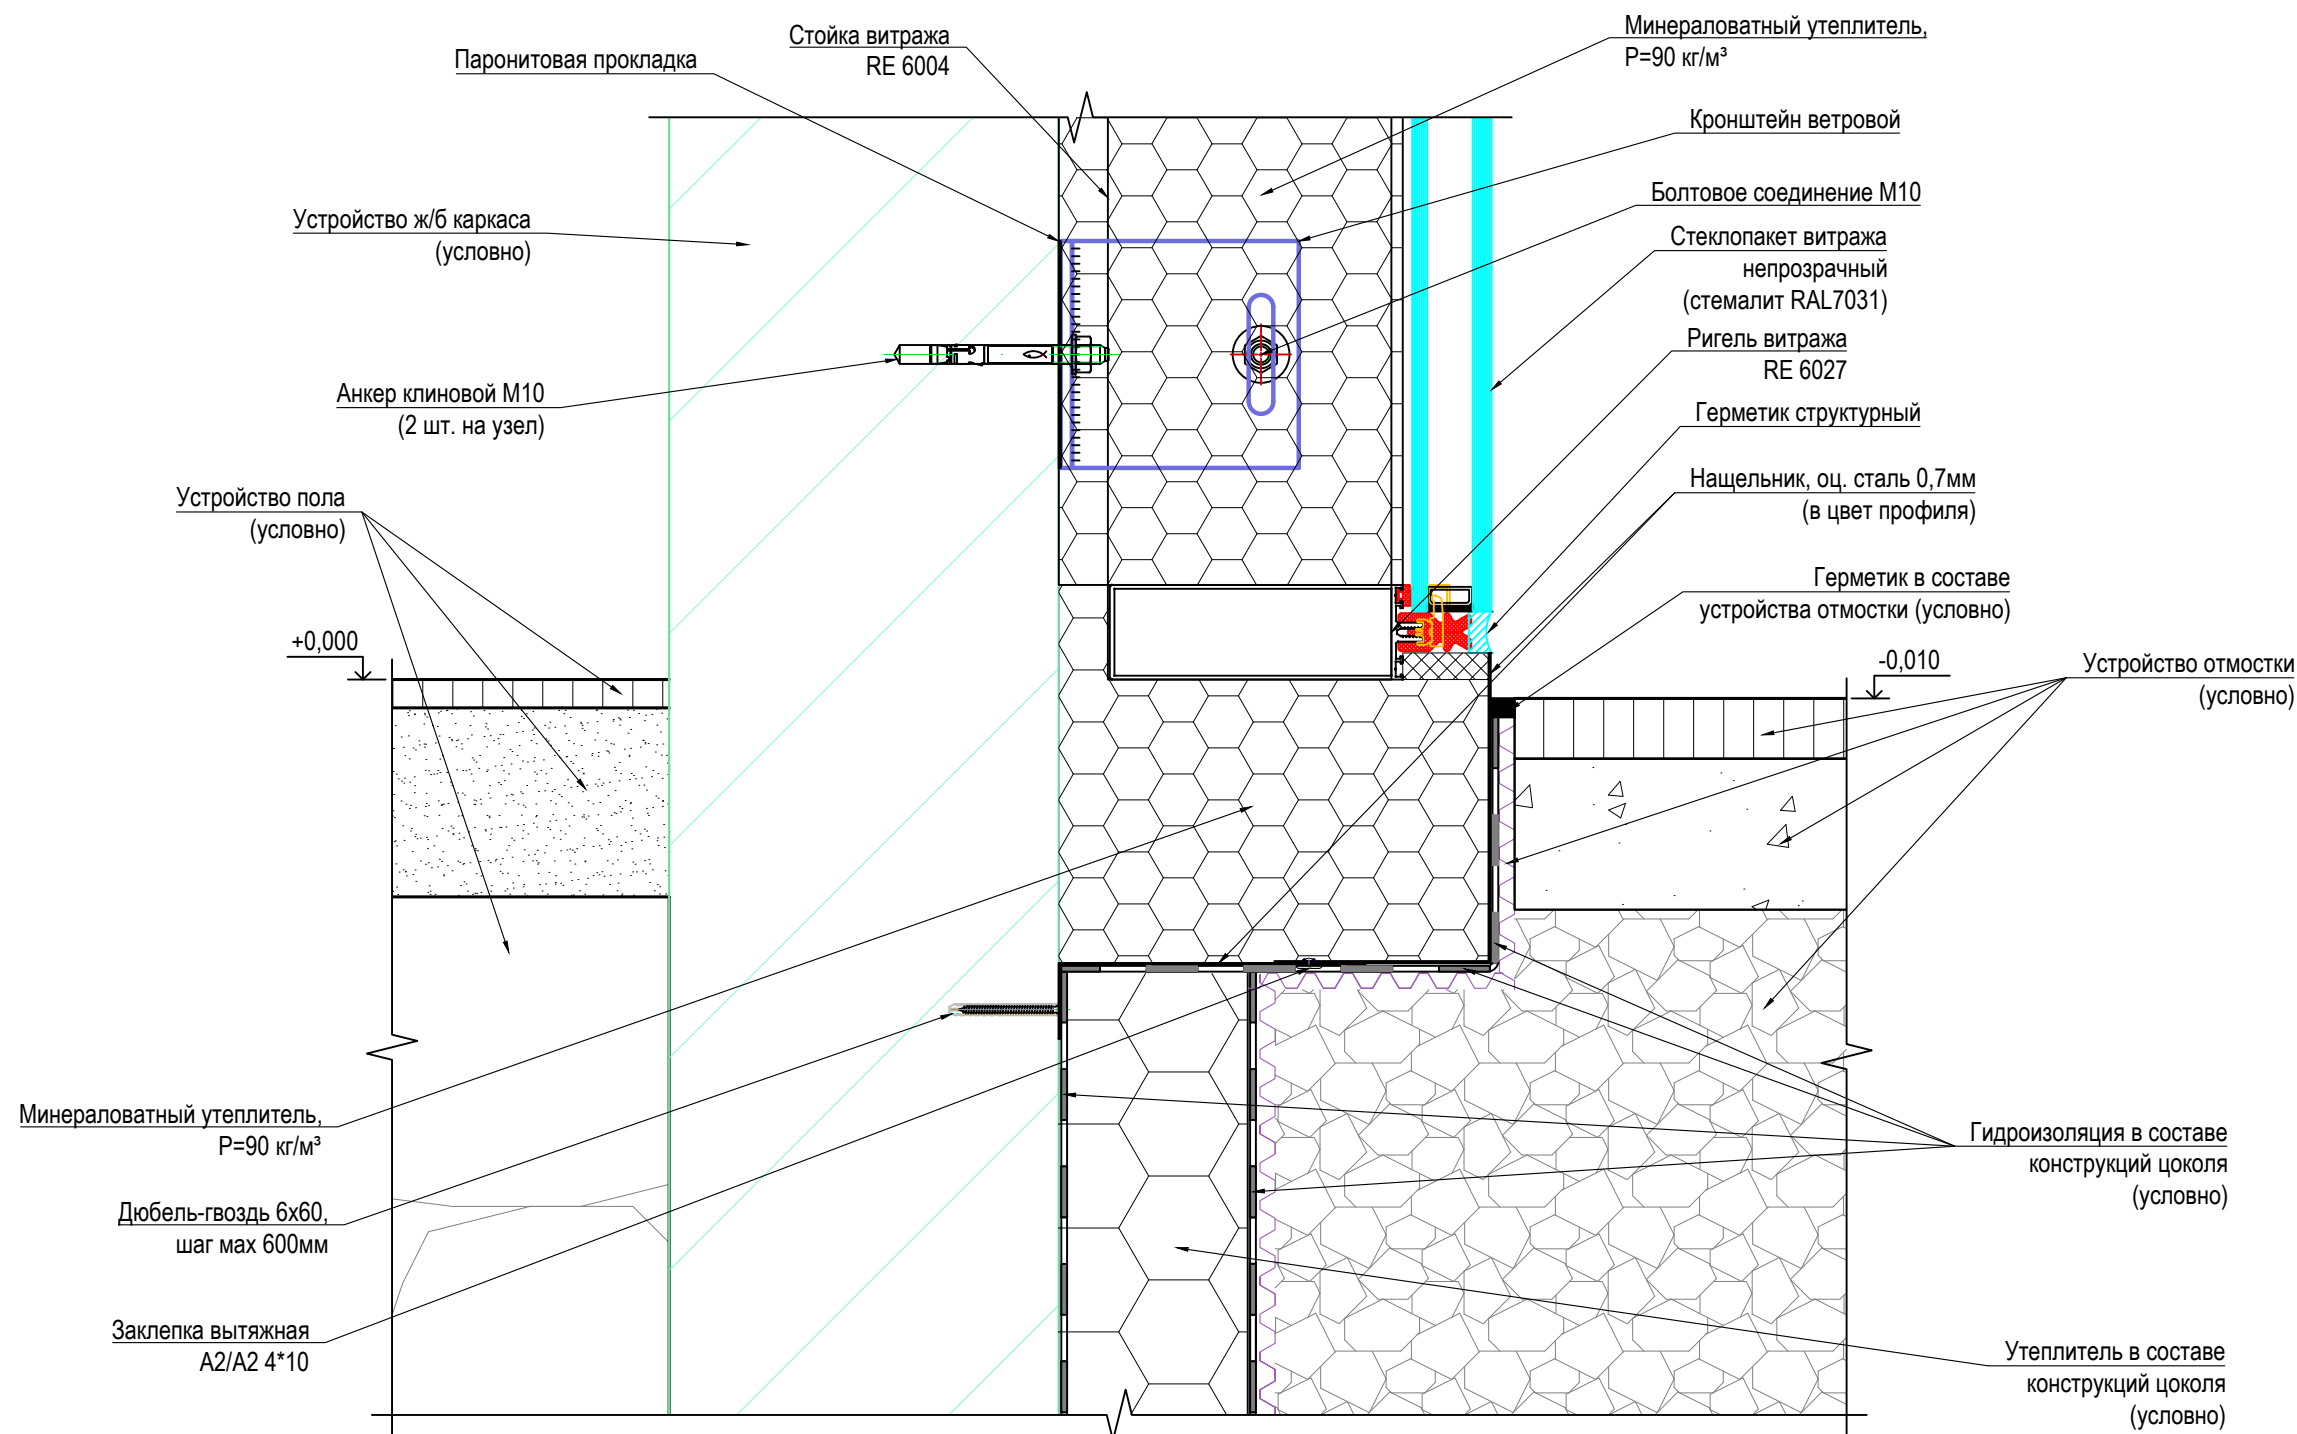 Стойка витража
RE 6004
Паронитовая прокладка
Устройство ж/б каркаса
(условно)
Анкер клиновой М10
(2 шт. на узел)
Устройство пола
(условно)
+0,000
Минераловатный утеплитель,
P=90 кг/м³
Дюбель-гвоздь 6х60,
шаг мах 600мм
Заклепка вытяжная
А2/А2 4*10
Минераловатный утеплитель,
P=90 кг/м³
Кронштейн ветровой
Болтовое соединение М10
Стеклопакет витража
непрозрачный
(стемалит RAL7031)
Ригель витража
RE 6027
Герметик структурный
Нащельник, оц. сталь 0,7мм
(в цвет профиля)
Герметик в составе
устройства отмостки (условно)
-0,010
Устройство отмостки
(условно)
Гидроизоляция в составе
конструкций цоколя
(условно)
Утеплитель в составе
конструкций цоколя
(условно)